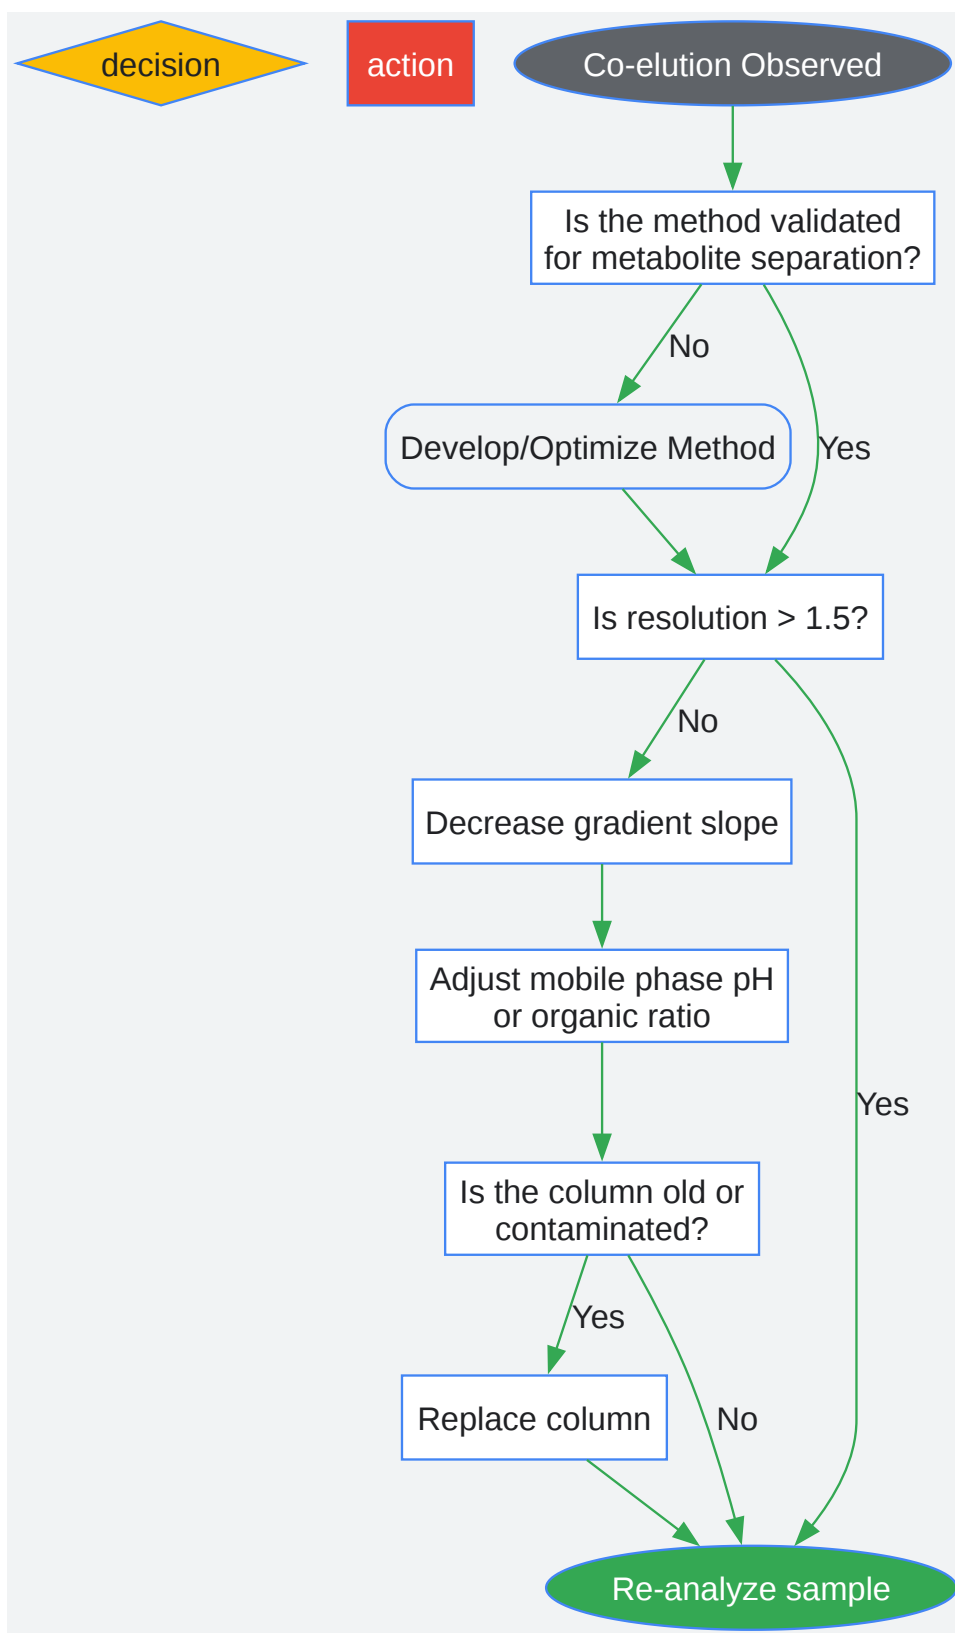 decision
action
Co-elution Observed
Is the method validated
for metabolite separation?
No
Develop/Optimize Method
Yes
Is resolution > 1.5?
No
Decrease gradient slope
Adjust mobile phase pH
or organic ratio
Yes
Is the column old or
contaminated?
Yes
Replace column
No
Re-analyze sample